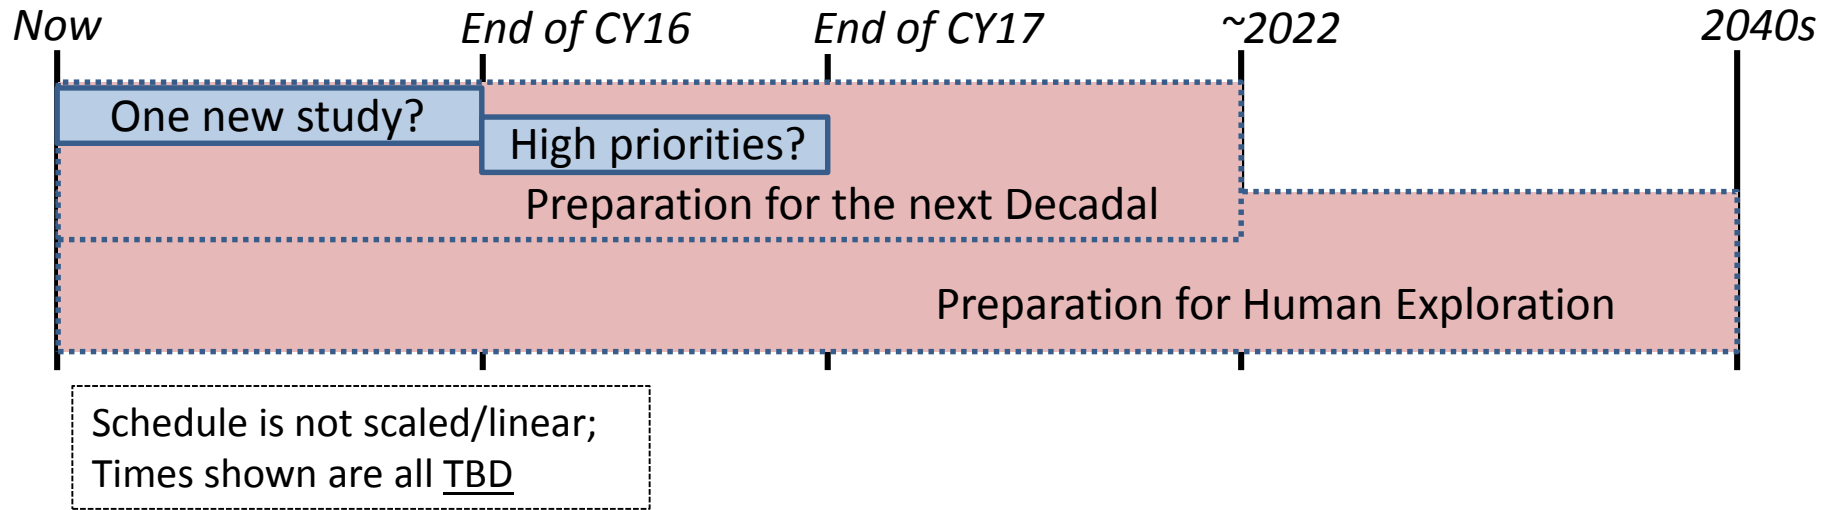 Now
End of CY16
End of CY17
~2022
2040s
One new study?
High priorities?
Preparation for the next Decadal
Preparation for Human Exploration
Schedule is not scaled/linear;
Times shown are all TBD